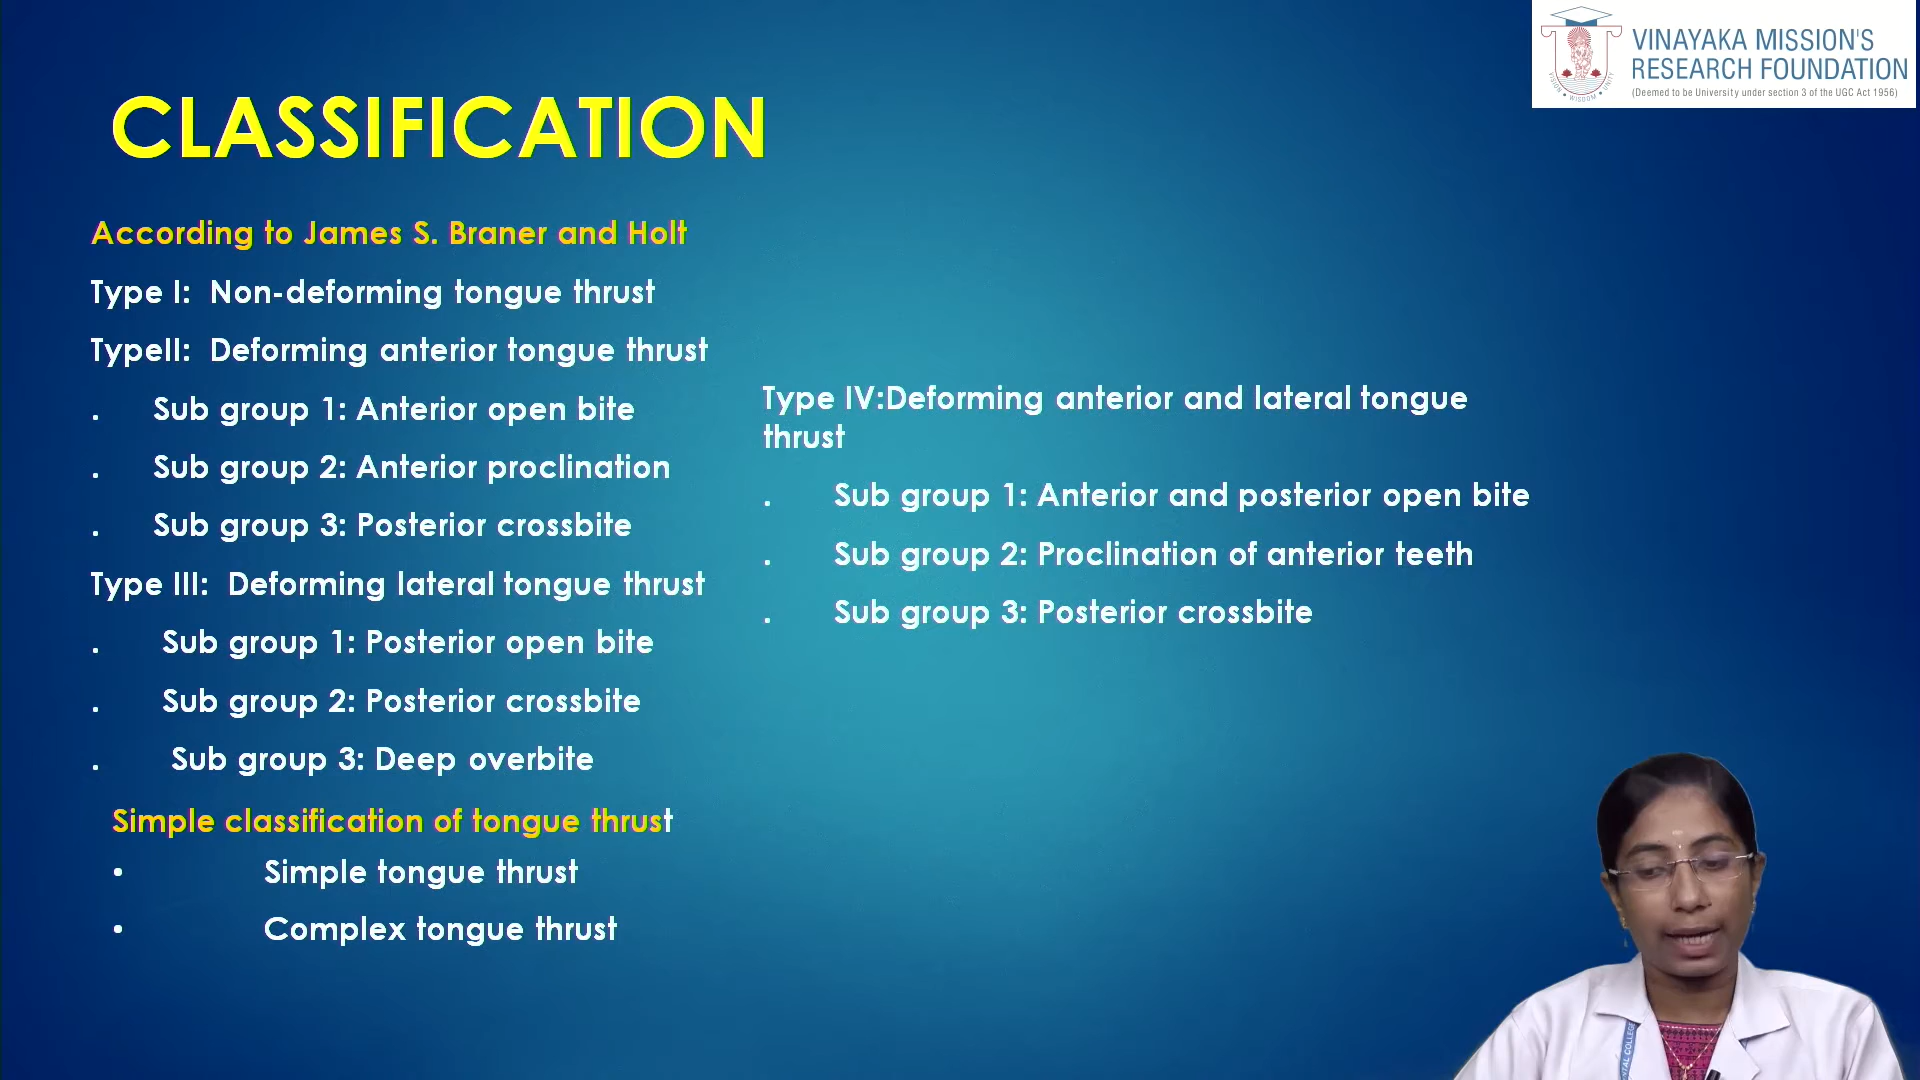 VINAYAKA MISSION'S
RESEARCH FOUNDATION
(Deemed to be University under section 3 of the UGC Act 1956)
CLASSIFICATION
According to James S. Braner and Holt
Type I: Non-deforming tongue thrust
TypeII: Deforming anterior tongue thrust
. Sub group 1: Anterior open bite
. Sub group 2: Anterior proclination
. Sub group 3: Posterior crossbite
Type III: Deforming lateral tongue thrust
. Sub group 1: Posterior open bite
. Sub group 2: Posterior crossbite
. Sub group 3: Deep overbite
Simple classification of tongue thrust
• Simple tongue thrust
• Complex tongue thrust
Type IV:Deforming anterior and lateral tongue
thrust
. Sub group 1: Anterior and posterior open bite
. Sub group 2: Proclination of anterior teeth
. Sub group 3: Posterior crossbite
VISION • WISDOM • UNITY
COLLEGE